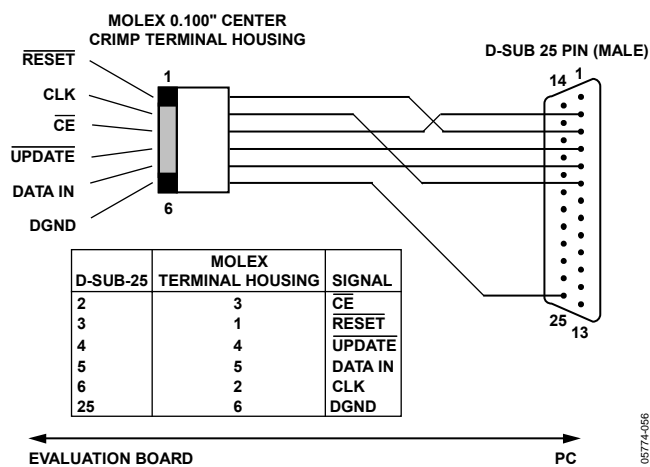 MOLEX 0.100" CENTER
CRIMP TERMINAL HOUSING
D-SUB 25 PIN (MALE)
RESET
CLK
CE
UPDATE
DATA IN
DGND
1
6
14 1
25 13
D-SUB-25 MOLEX TERMINAL HOUSING SIGNAL
2 3 CE
3 1 RESET
4 4 UPDATE
5 5 DATA IN
6 2 CLK
25 6 DGND
EVALUATION BOARD PC
05774-056